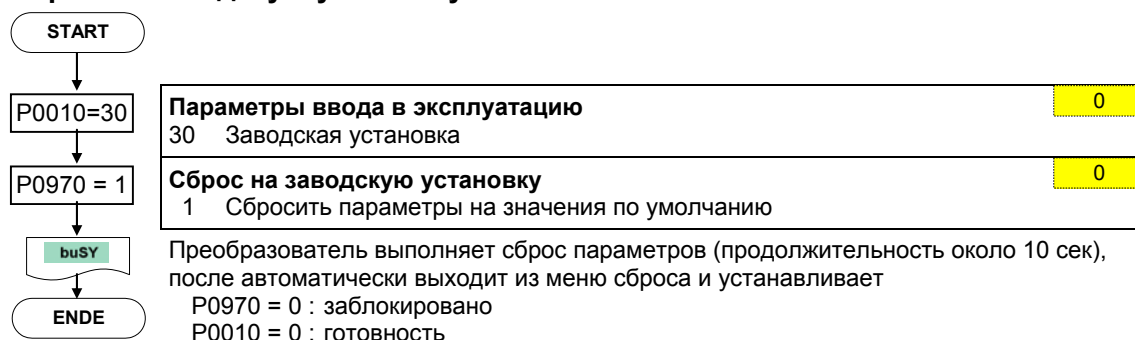 START
P0010=30
Параметры ввода в эксплуатацию 0
30 Заводская установка
P0970 = 1
Сброс на заводскую установку 0
1 Сбросить параметры на значения по умолчанию
buSY
Преобразователь выполняет сброс параметров (продолжительность около 10 сек),
после автоматически выходит из меню сброса и устанавливает
P0970 = 0 : заблокировано
P0010 = 0 : готовность
ENDE